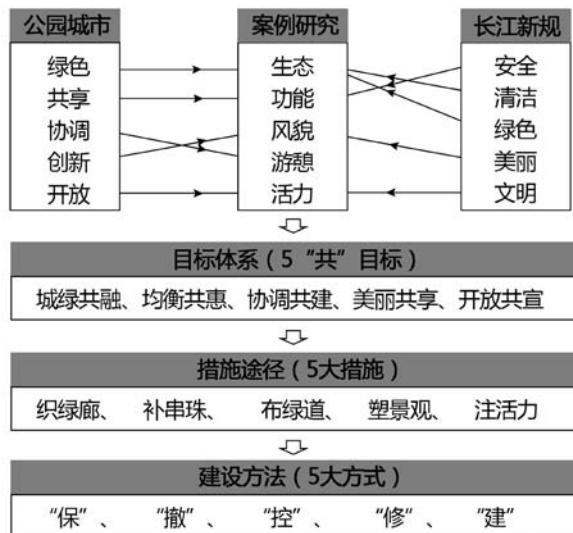 公园城市 案例研究 长江新规
绿色 生态 安全
共享 功能 清洁
协调 风貌 绿色
创新 游憩 美丽
开放 活力 文明
目标体系(5“共”目标)
城绿共融、均衡共惠、协调共建、美丽共享、开放共宣
措施途径(5大措施)
织绿廊、 补串珠、 布绿道、 塑景观、 注活力
建设方法(5大方式)
“保”、 “撤”、 “控”、 “修”、 “建”